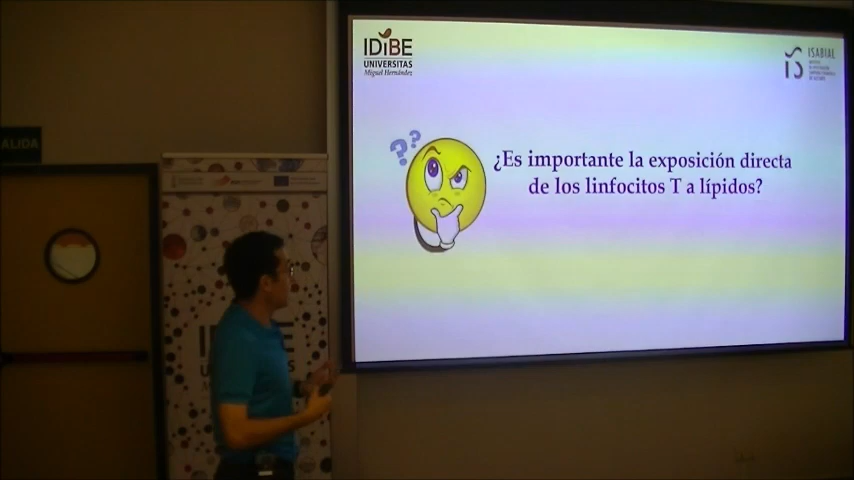 IDiBE
UNIVERSITAS
Miguel Hernández
ISABIAL
¿Es importante la exposición directa
de los linfocitos T a lípidos?
??
ALIDA